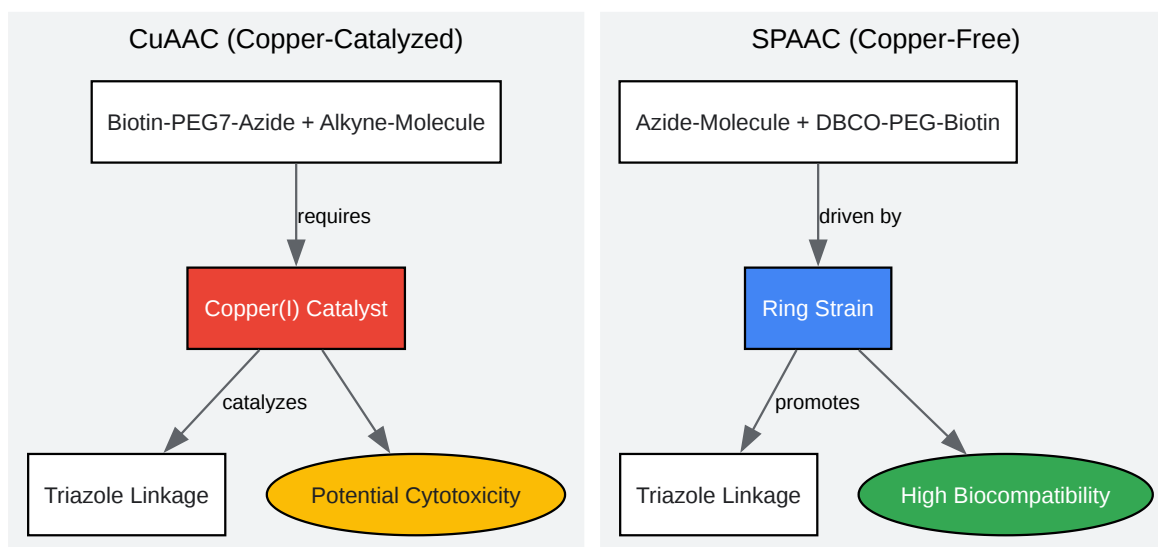 CuAAC (Copper-Catalyzed)
Biotin-PEG7-Azide + Alkyne-Molecule
requires
Copper(I) Catalyst
catalyzes
Triazole Linkage
Potential Cytotoxicity
SPAAC (Copper-Free)
Azide-Molecule + DBCO-PEG-Biotin
driven by
Ring Strain
promotes
Triazole Linkage
High Biocompatibility